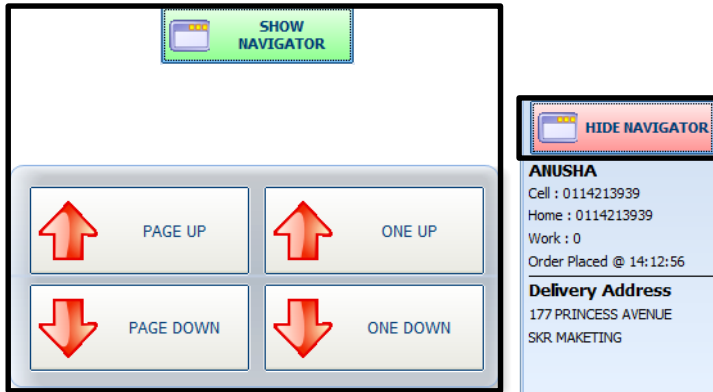 SHOW
NAVIGATOR
PAGE UP
ONE UP
PAGE DOWN
ONE DOWN
HIDE NAVIGATOR
ANUSHA
Cell : 0114213939
Home : 0114213939
Work : 0
Order Placed @ 14:12:56
Delivery Address
177 PRINCESS AVENUE
SKR MAKETING